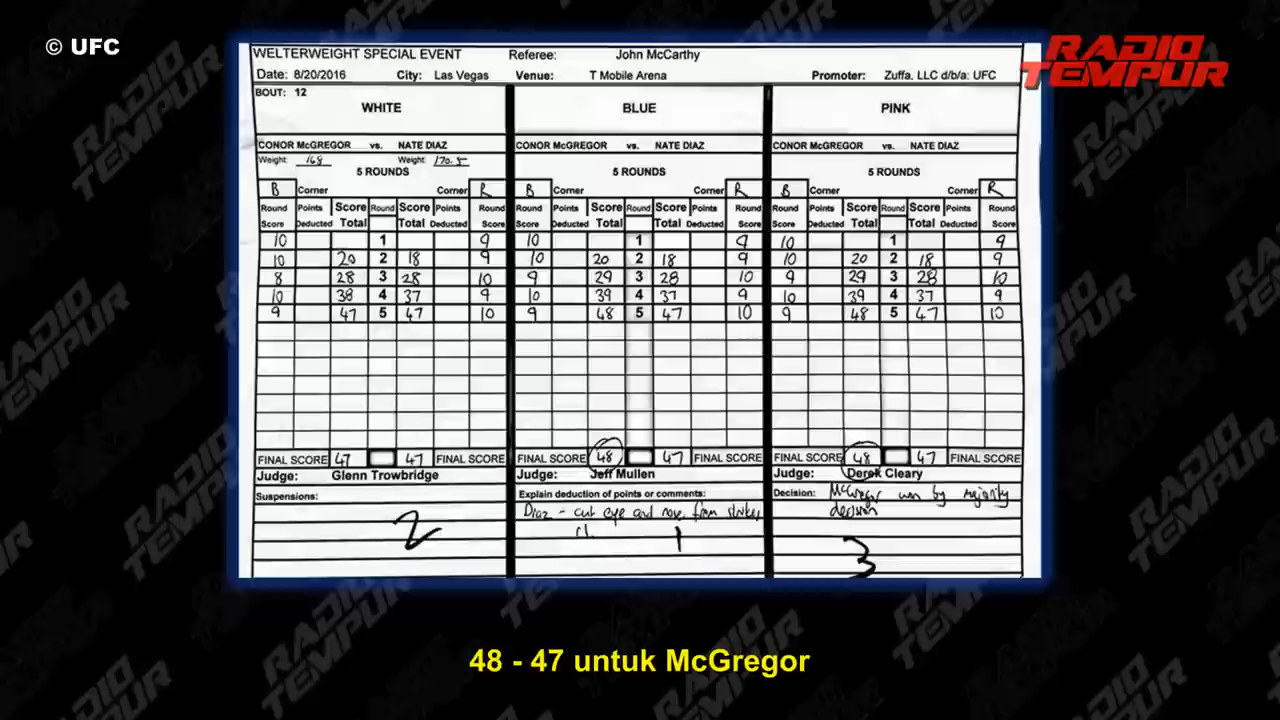 © UFC
RADIO TEMPUR
WELTERWEIGHT SPECIAL EVENT Referee: John McCarthy
Date: 8/20/2016 City: Las Vegas Venue: T Mobile Arena Promoter: Zuffa, LLC d/b/a: UFC
BOUT: 12
WHITE BLUE PINK
CONOR McGREGOR vs. NATE DIAZ CONOR McGREGOR vs. NATE DIAZ CONOR McGREGOR vs. NATE DIAZ
Weight: 168 Weight: 170.5
5 ROUNDS 5 ROUNDS 5 ROUNDS
B Corner Corner R B Corner Corner R B Corner Corner R
Round Points Score Round Score Points Round Round Points Score Round Score Points Round Round Points Score Round Score Points Round
Score Deducted Total Total Deducted Score Score Deducted Total Total Deducted Score Score Deducted Total Total Deducted Score
10 1 9 10 1 9 10 1 9
10 20 2 18 9 10 20 2 18 9 10 20 2 18 9
8 28 3 28 10 9 29 3 28 10 9 29 3 28 10
10 38 4 37 9 10 39 4 37 9 10 39 4 37 9
9 47 5 47 10 9 48 5 47 10 9 48 5 47 10
FINAL SCORE 47 47 FINAL SCORE FINAL SCORE 48 47 FINAL SCORE FINAL SCORE 48 47 FINAL SCORE
Judge: Glenn Trowbridge Judge: Jeff Mullen Judge: Derek Cleary
Suspensions: Explain deduction of points or comments: Decision: McGregor won by majority
Diaz - cut eye and nose from strikes decision
2 1 3
48 - 47 untuk McGregor